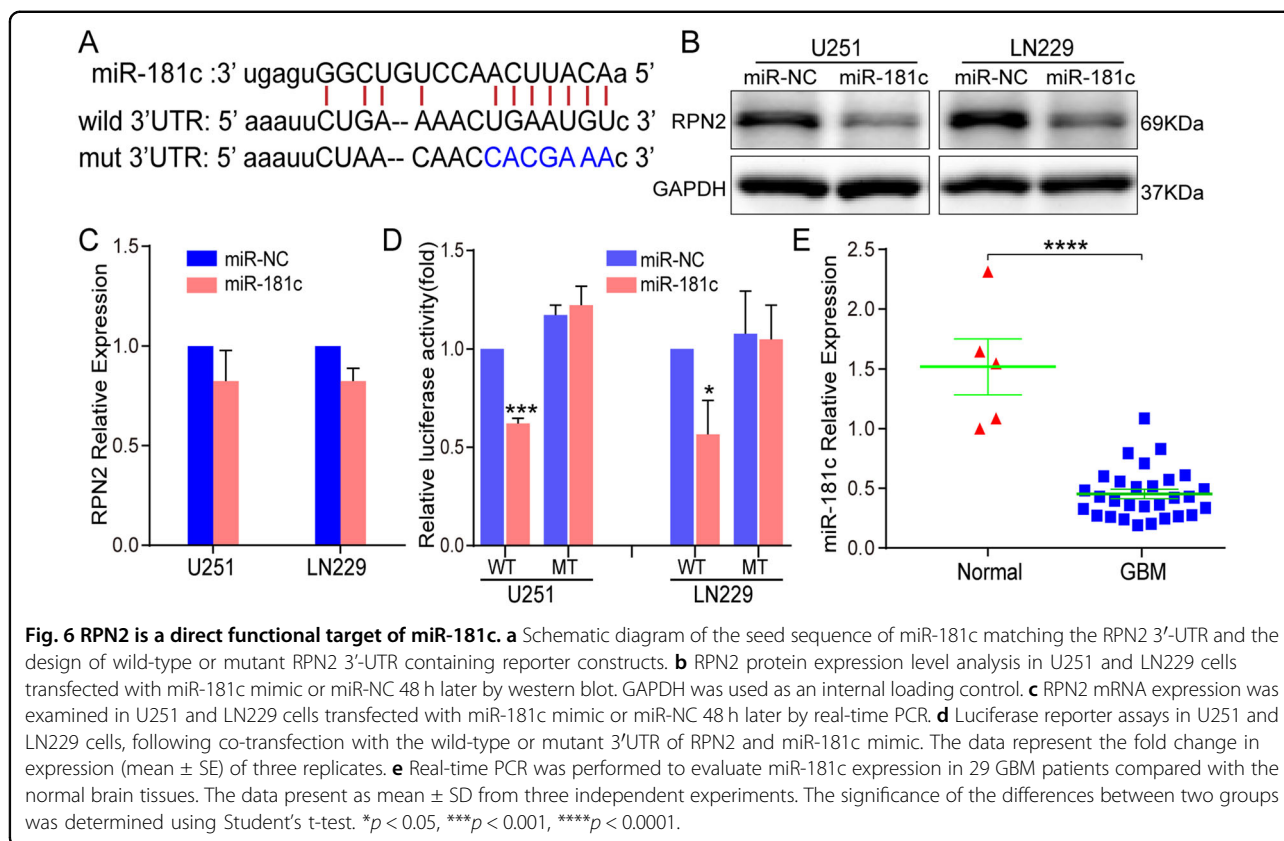 A
miR-181c :3' ugaguGGCUGUCCAACUUACAa 5'
wild 3'UTR: 5' aaauuCUGA-- AAACUGAAUGUc 3'
mut 3'UTR: 5' aaauuCUAA-- CAACCACGAAAc 3'
B
U251 LN229
miR-NC miR-181c miR-NC miR-181c
RPN2 69KDa
GAPDH 37KDa
C
RPN2 Relative Expression
1.5
1.0
0.5
0.0
miR-NC
miR-181c
U251 LN229
D
Relative luciferase activity(fold)
1.5
1.0
0.5
0.0
miR-NC
miR-181c
***
*
WT MT WT MT
U251 LN229
E
miR-181c Relative Expression
2.5
2.0
1.5
1.0
0.5
0.0
****
Normal GBM
Fig. 6 RPN2 is a direct functional target of miR-181c. a Schematic diagram of the seed sequence of miR-181c matching the RPN2 3′-UTR and the
design of wild-type or mutant RPN2 3'-UTR containing reporter constructs. b RPN2 protein expression level analysis in U251 and LN229 cells
transfected with miR-181c mimic or miR-NC 48 h later by western blot. GAPDH was used as an internal loading control. c RPN2 mRNA expression was
examined in U251 and LN229 cells transfected with miR-181c mimic or miR-NC 48 h later by real-time PCR. d Luciferase reporter assays in U251 and
LN229 cells, following co-transfection with the wild-type or mutant 3′UTR of RPN2 and miR-181c mimic. The data represent the fold change in
expression (mean ± SE) of three replicates. e Real-time PCR was performed to evaluate miR-181c expression in 29 GBM patients compared with the
normal brain tissues. The data present as mean ± SD from three independent experiments. The significance of the differences between two groups
was determined using Student's t-test. *p < 0.05, ***p < 0.001, ****p < 0.0001.